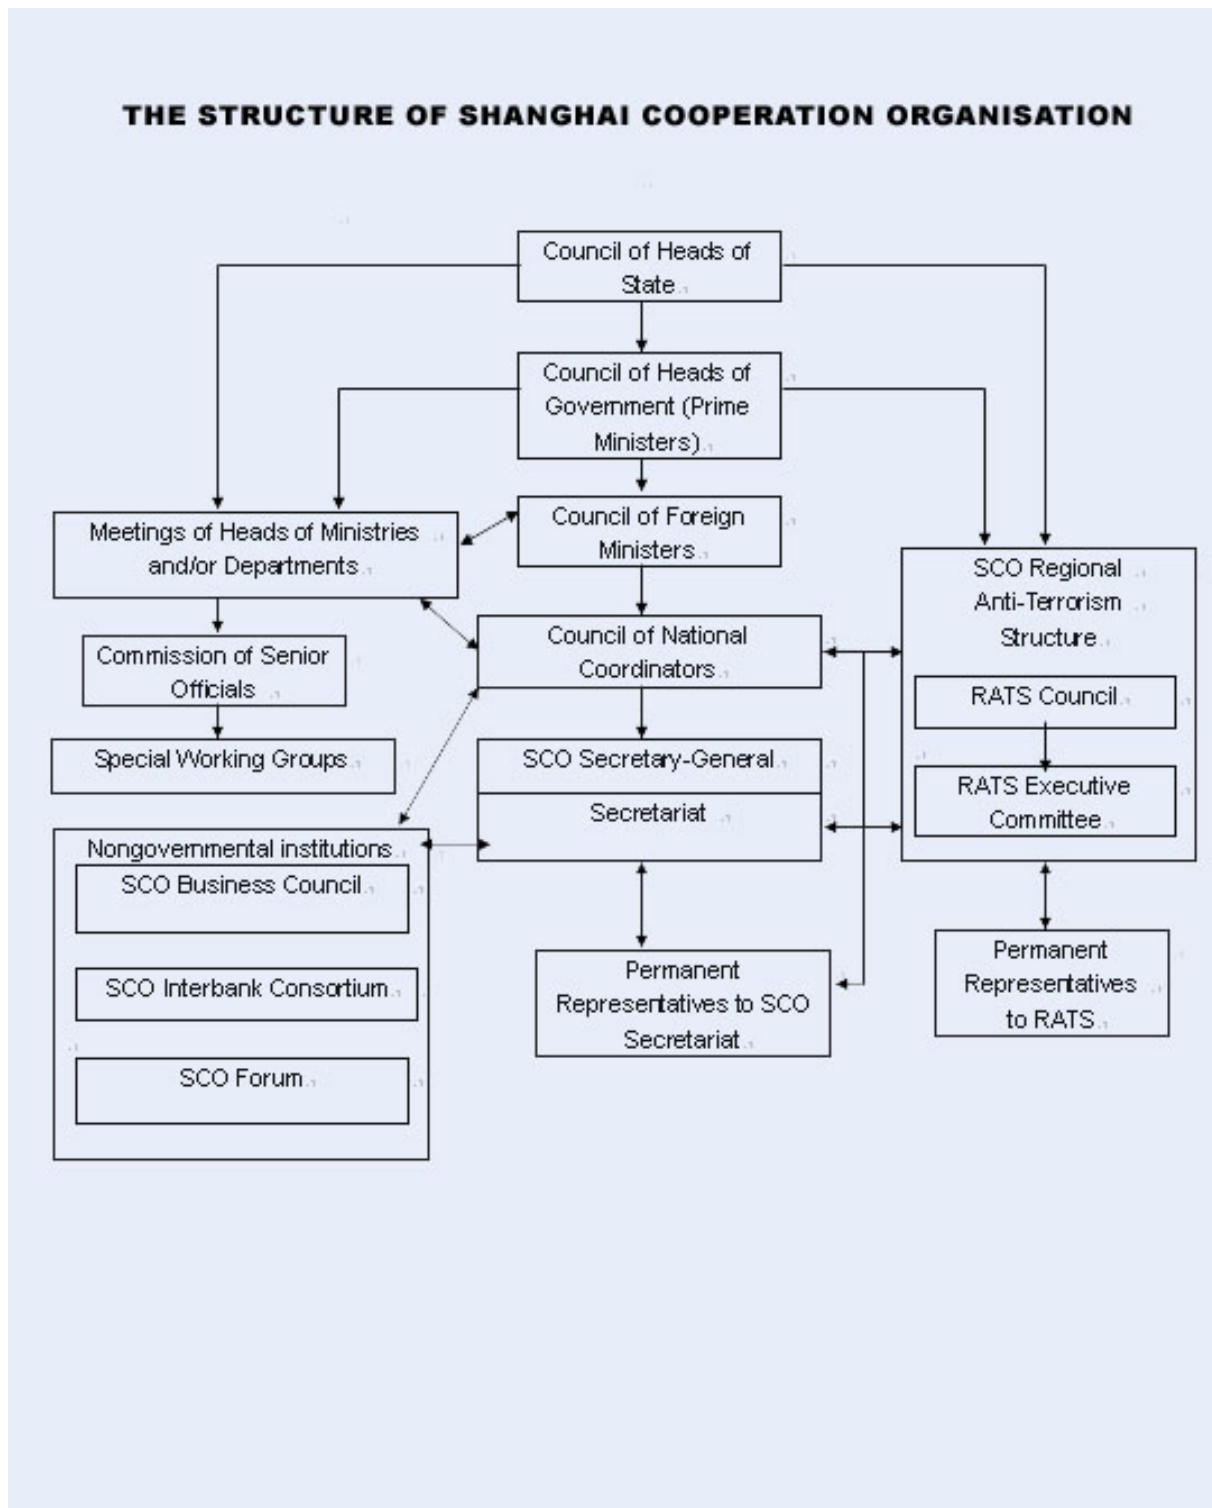 THE STRUCTURE OF SHANGHAI COOPERATION ORGANISATION
Council of Heads of
State
Council of Heads of
Government (Prime
Ministers)
Council of Foreign
Ministers
Meetings of Heads of Ministries
and/or Departments
SCO Regional
Anti-Terrorism
Structure
Council of National
Coordinators
Commission of Senior
Officials
RATS Council
Special Working Groups
SCO Secretary-General
Secretariat
RATS Executive
Committee
Nongovernmental institutions
SCO Business Council
SCO Interbank Consortium
SCO Forum
Permanent
Representatives to SCO
Secretariat
Permanent
Representatives
to RATS